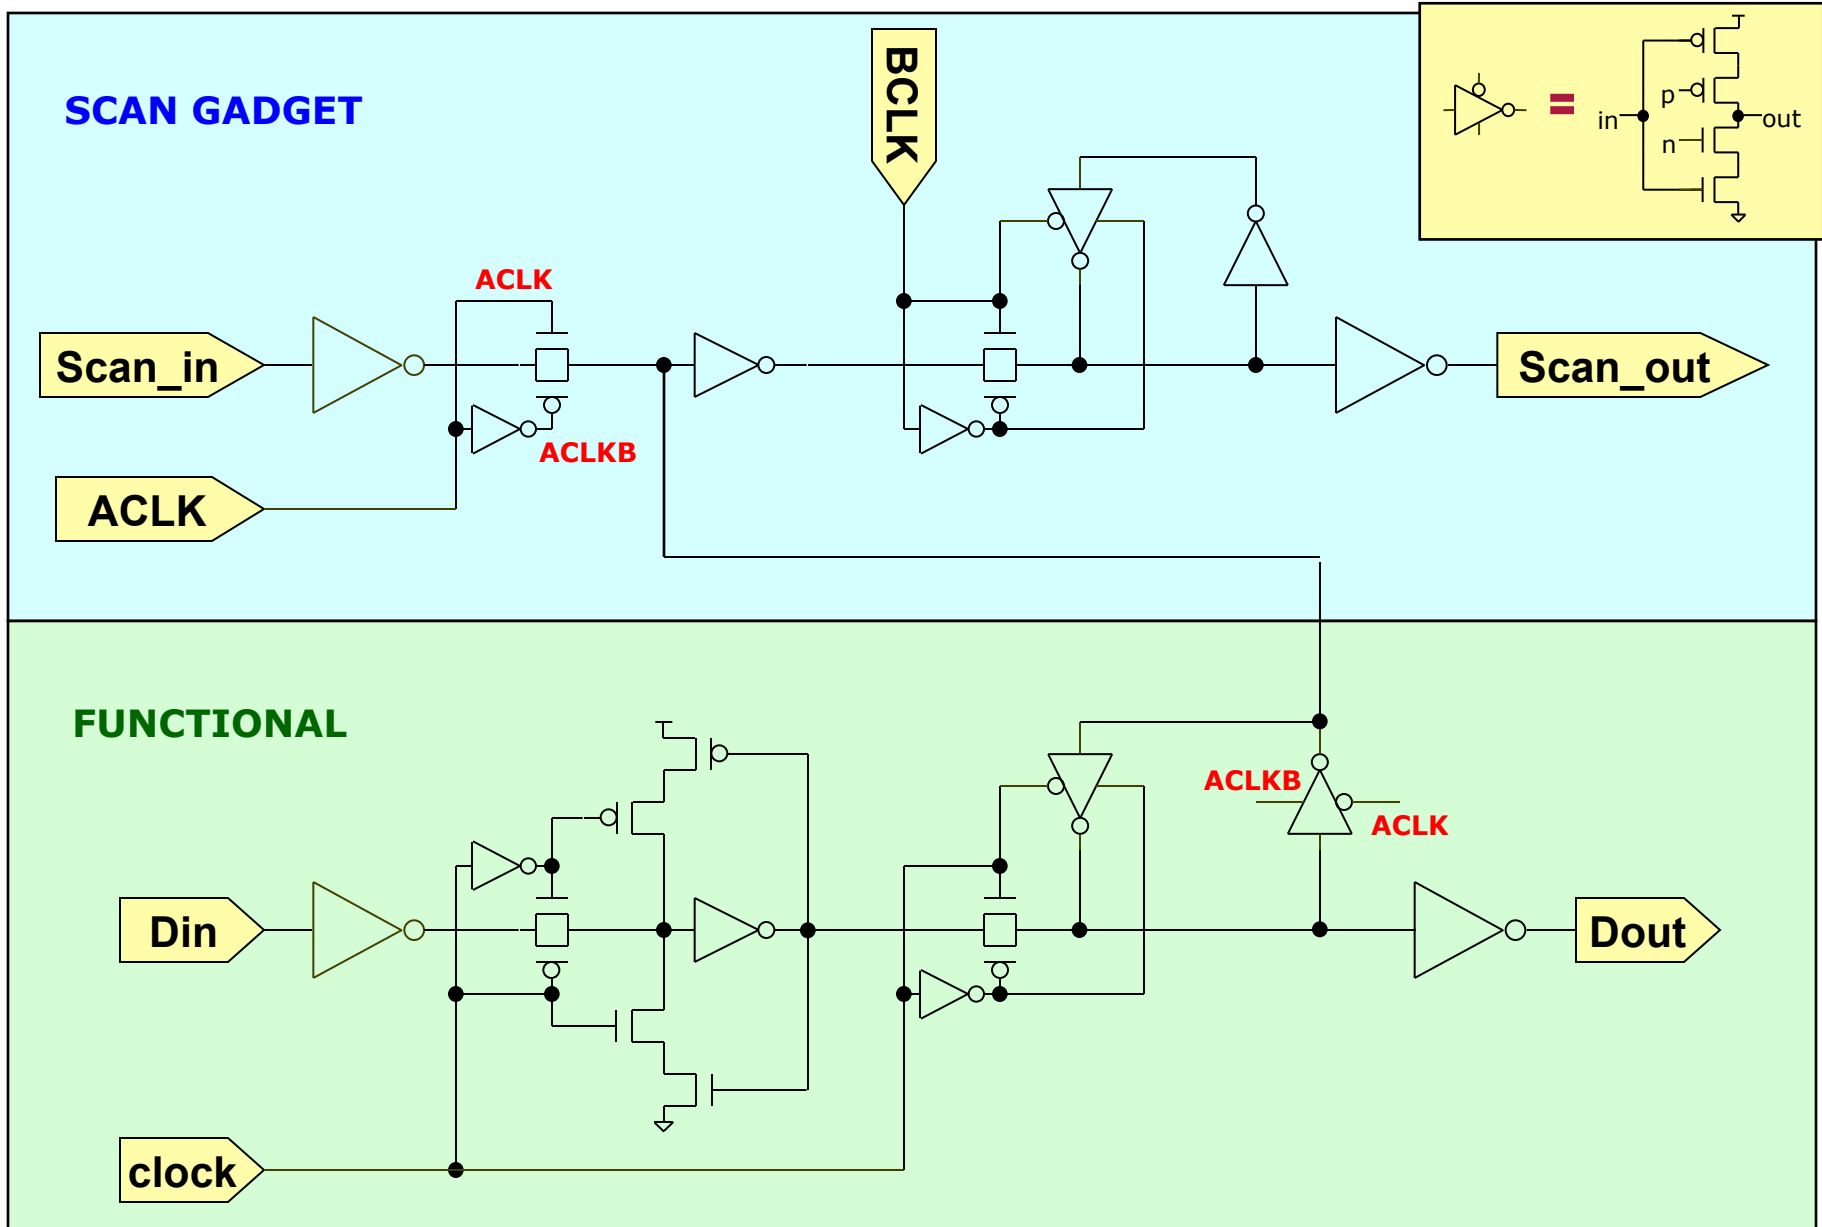 SCAN GADGET
BCLK
p
in
out
n
=
ACLK
Scan_in
Scan_out
ACLKB
ACLK
FUNCTIONAL
ACLKB
ACLK
Din
Dout
clock